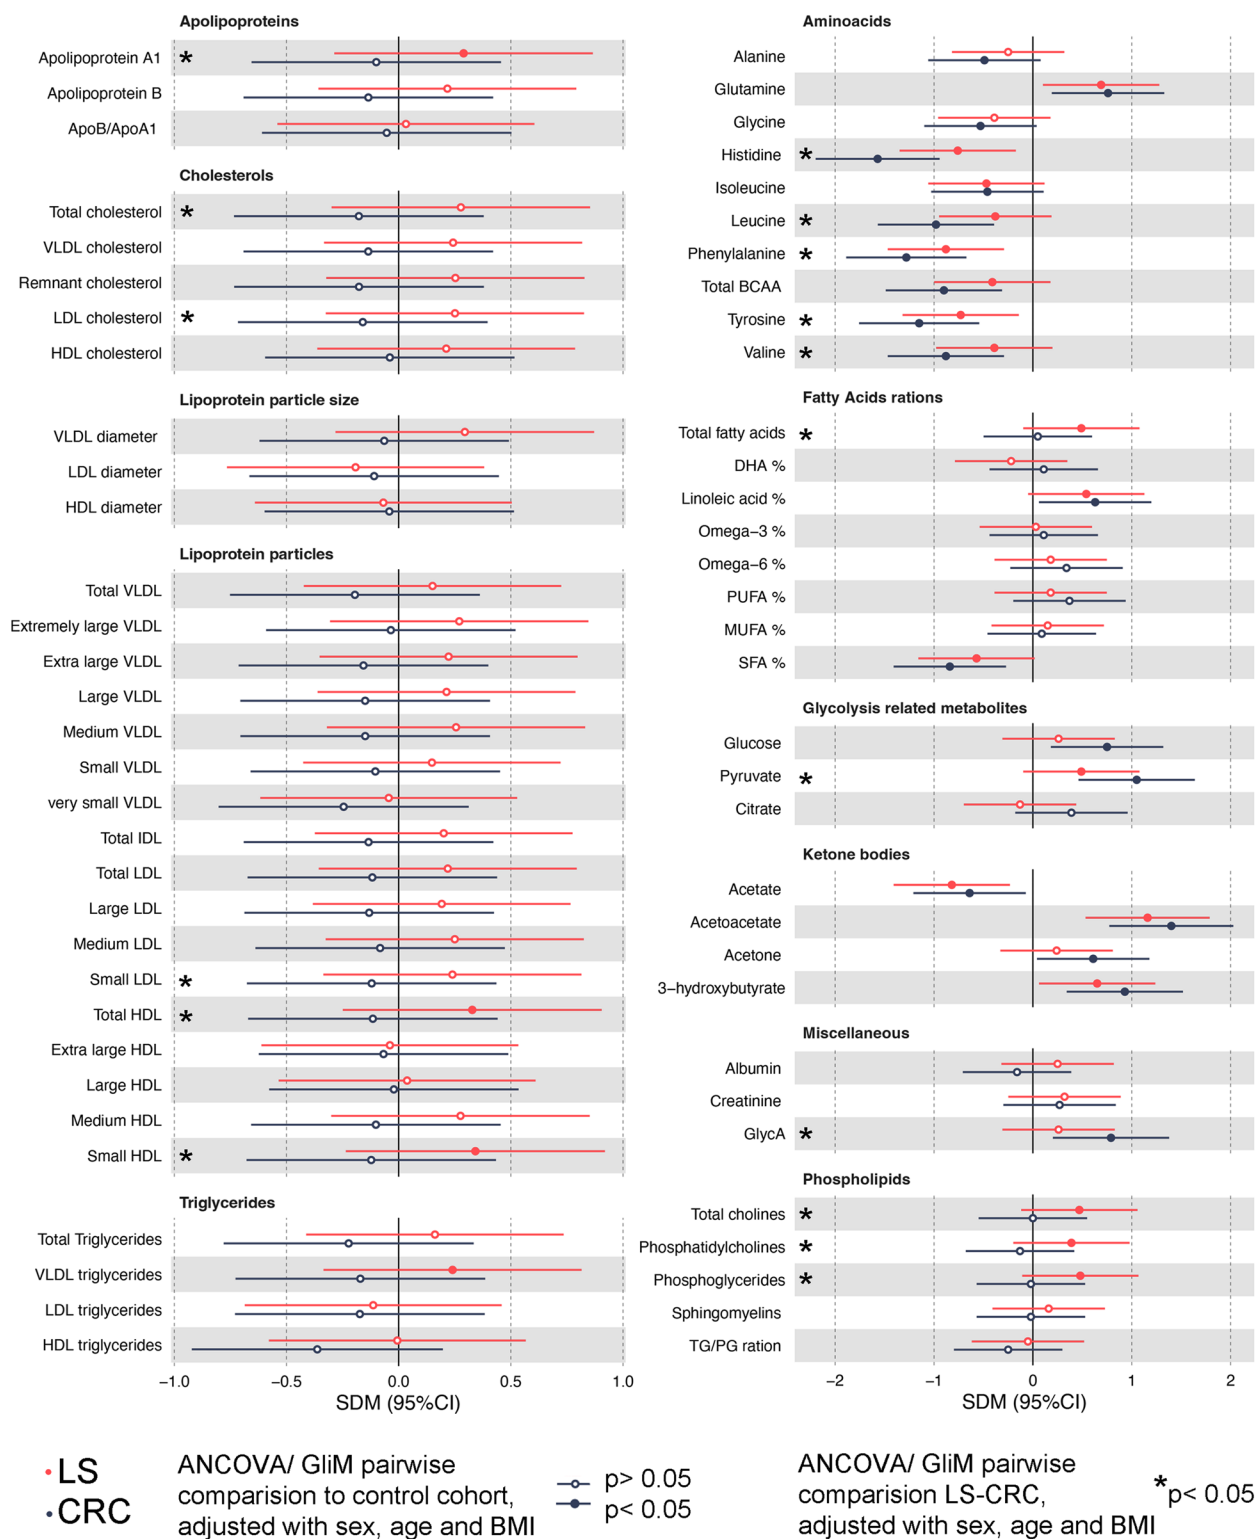 Apolipoproteins
Apolipoprotein A1 *
Apolipoprotein B
ApoB/ApoA1
Cholesterols
Total cholesterol *
VLDL cholesterol
Remnant cholesterol
LDL cholesterol *
HDL cholesterol
Lipoprotein particle size
VLDL diameter
LDL diameter
HDL diameter
Lipoprotein particles
Total VLDL
Extremely large VLDL
Extra large VLDL
Large VLDL
Medium VLDL
Small VLDL
very small VLDL
Total IDL
Total LDL
Large LDL
Medium LDL
Small LDL *
Total HDL *
Extra large HDL
Large HDL
Medium HDL
Small HDL *
Triglycerides
Total Triglycerides
VLDL triglycerides
LDL triglycerides
HDL triglycerides
−1.0 −0.5 0.0 0.5 1.0
SDM (95%CI)
Aminoacids
Alanine
Glutamine
Glycine
Histidine *
Isoleucine
Leucine *
Phenylalanine *
Total BCAA
Tyrosine *
Valine *
Fatty Acids rations
Total fatty acids *
DHA %
Linoleic acid %
Omega−3 %
Omega−6 %
PUFA %
MUFA %
SFA %
Glycolysis related metabolites
Glucose
Pyruvate *
Citrate
Ketone bodies
Acetate
Acetoacetate
Acetone
3−hydroxybutyrate
Miscellaneous
Albumin
Creatinine
GlycA *
Phospholipids
Total cholines *
Phosphatidylcholines *
Phosphoglycerides *
Sphingomyelins
TG/PG ration
−2 −1 0 1 2
SDM (95%CI)
LS
CRC
ANCOVA/ GliM pairwise
comparision to control cohort,
adjusted with sex, age and BMI
p> 0.05
p< 0.05
ANCOVA/ GliM pairwise
comparision LS-CRC,
adjusted with sex, age and BMI
*p< 0.05